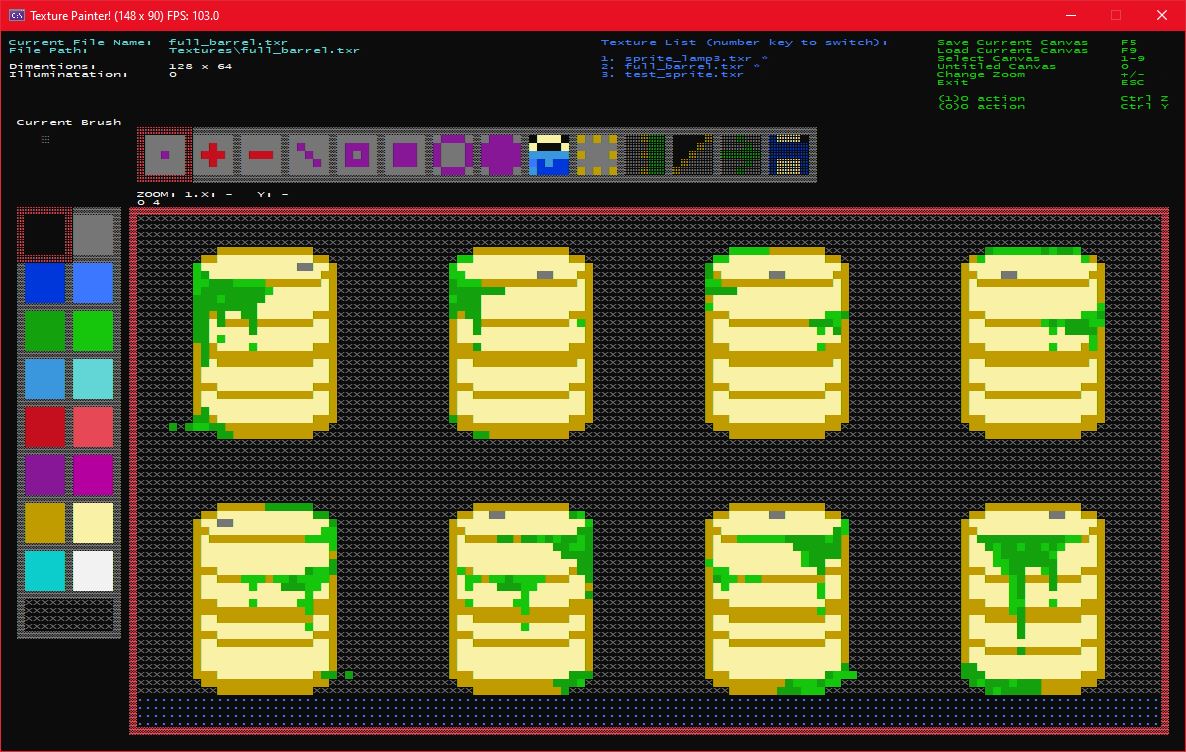 Texture Painter! (148 x 90) FPS: 103.0
Current File Name: full_barrel.txr
File Path: Textures\full_barrel.txr
Dimentions: 128 x 64
Illuminatation: 0
Texture List (number key to switch):
1. sprite_lamp3.txr *
2. full_barrel.txr *
3. test_sprite.txr
Save Current Canvas F5
Load Current Canvas F9
Select Canvas 1-9
Untitled Canvas 0
Change Zoom +/-
Exit ESC
(1)0 action Ctrl Z
(0)0 action Ctrl Y
Current Brush
ZOOM: 1.X: - Y: -
0 4